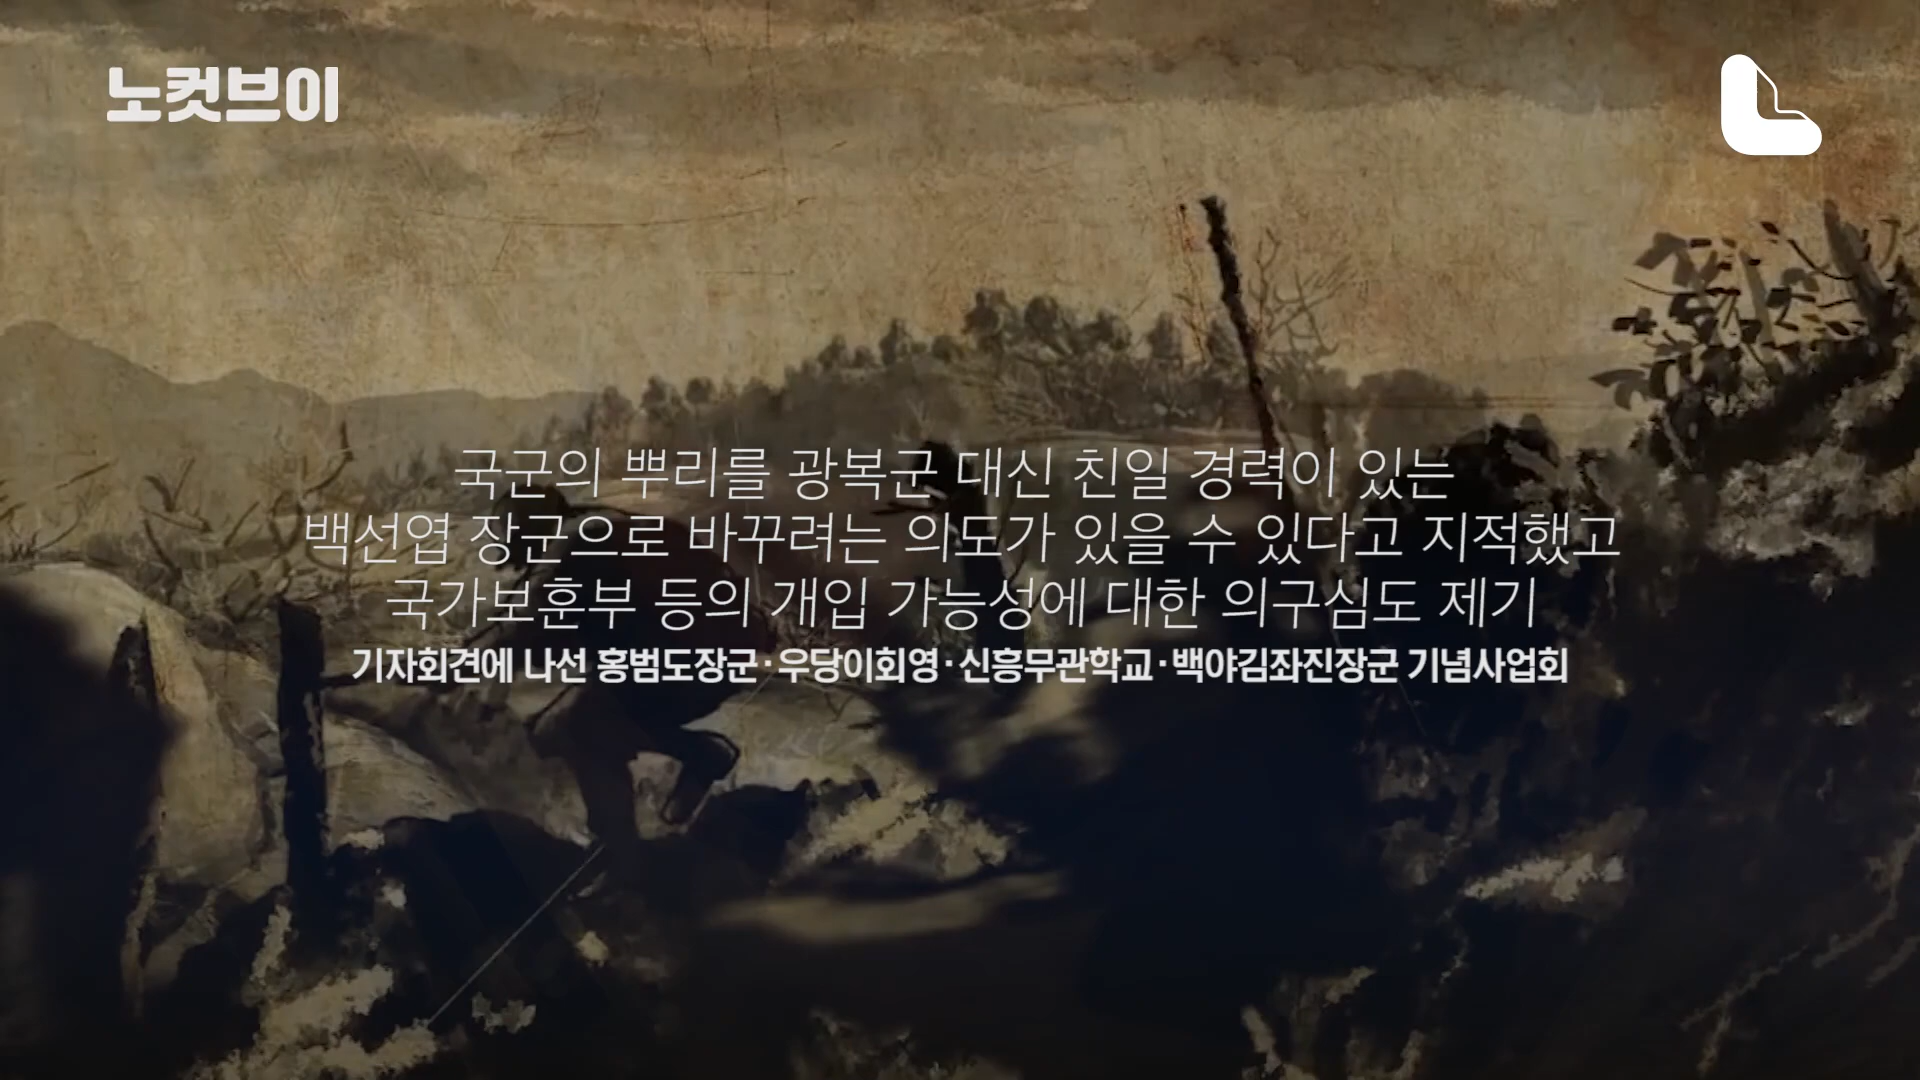 노컷브이
국군의 뿌리를 광복군 대신 친일 경력이 있는
백선엽 장군으로 바꾸려는 의도가 있을 수 있다고 지적했고
국가보훈부 등의 개입 가능성에 대한 의구심도 제기
기자회견에 나선 홍범도장군·우당이회영·신흥무관학교·백야김좌진장군 기념사업회